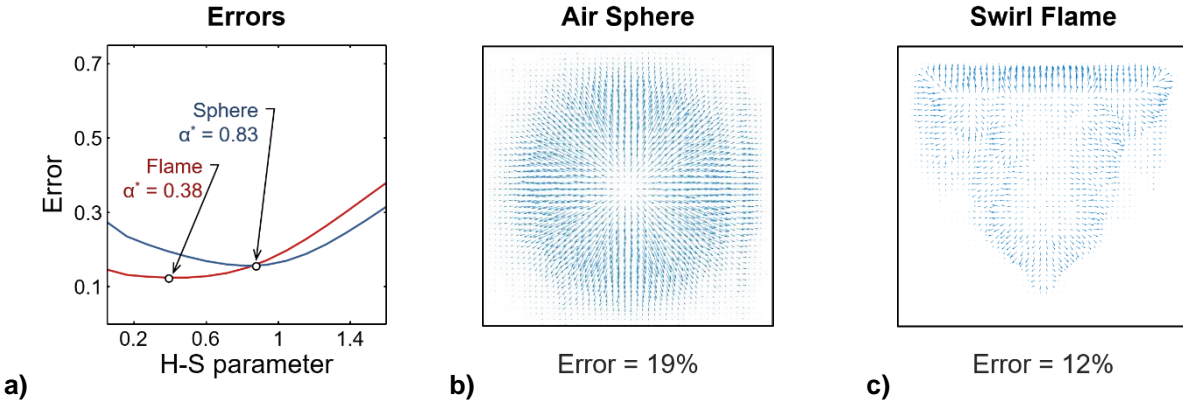 Errors
Air Sphere
Swirl Flame
0.7
0.5
0.3
0.1
Error
Sphere
α* = 0.83
Flame
α* = 0.38
0.2
0.6
1
1.4
H-S parameter
a)
b)
Error = 19%
c)
Error = 12%